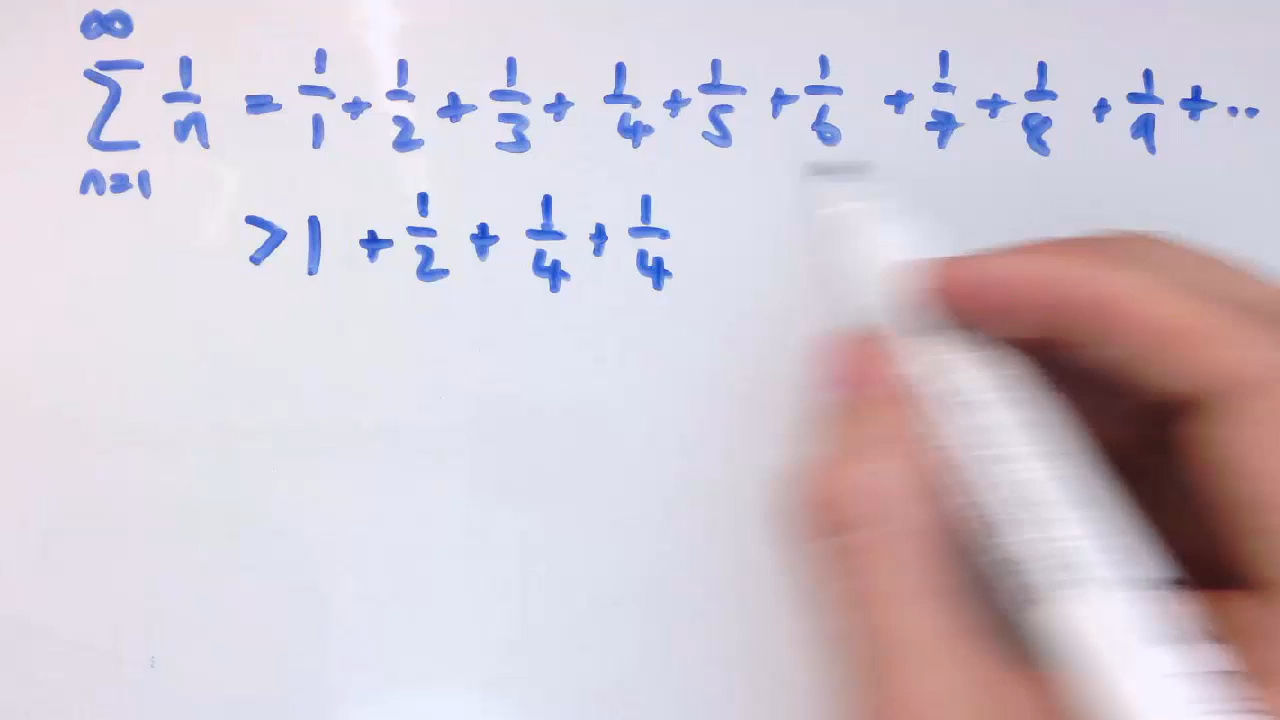 ∞
∑ 1/n = 1/1 + 1/2 + 1/3 + 1/4 + 1/5 + 1/6 + 1/7 + 1/8 + 1/9 + ..
n=1
> 1 + 1/2 + 1/4 + 1/4